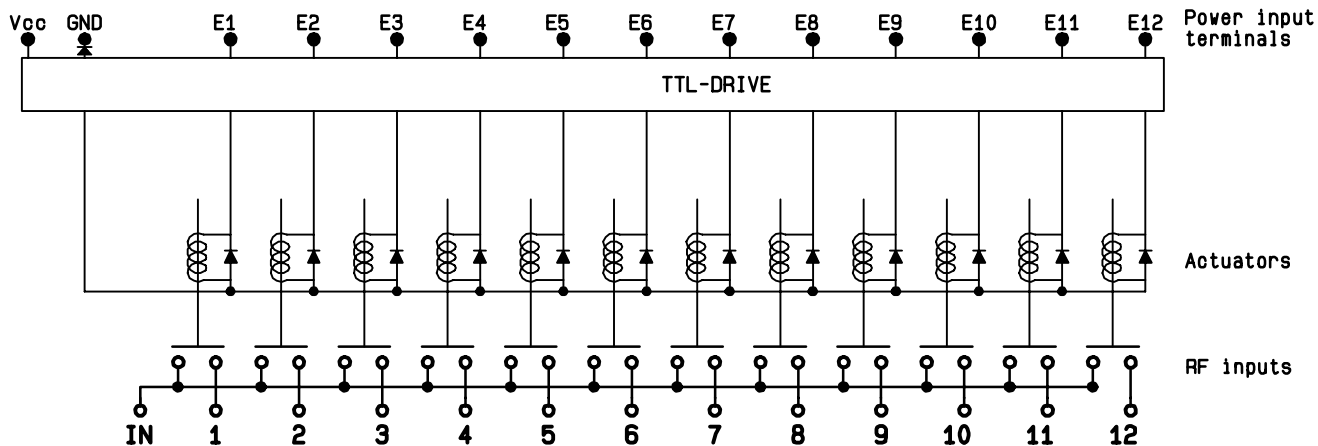 Vcc GND E1 E2 E3 E4 E5 E6 E7 E8 E9 E10 E11 E12 Power input
terminals
TTL-DRIVE
Actuators
RF inputs
IN 1 2 3 4 5 6 7 8 9 10 11 12